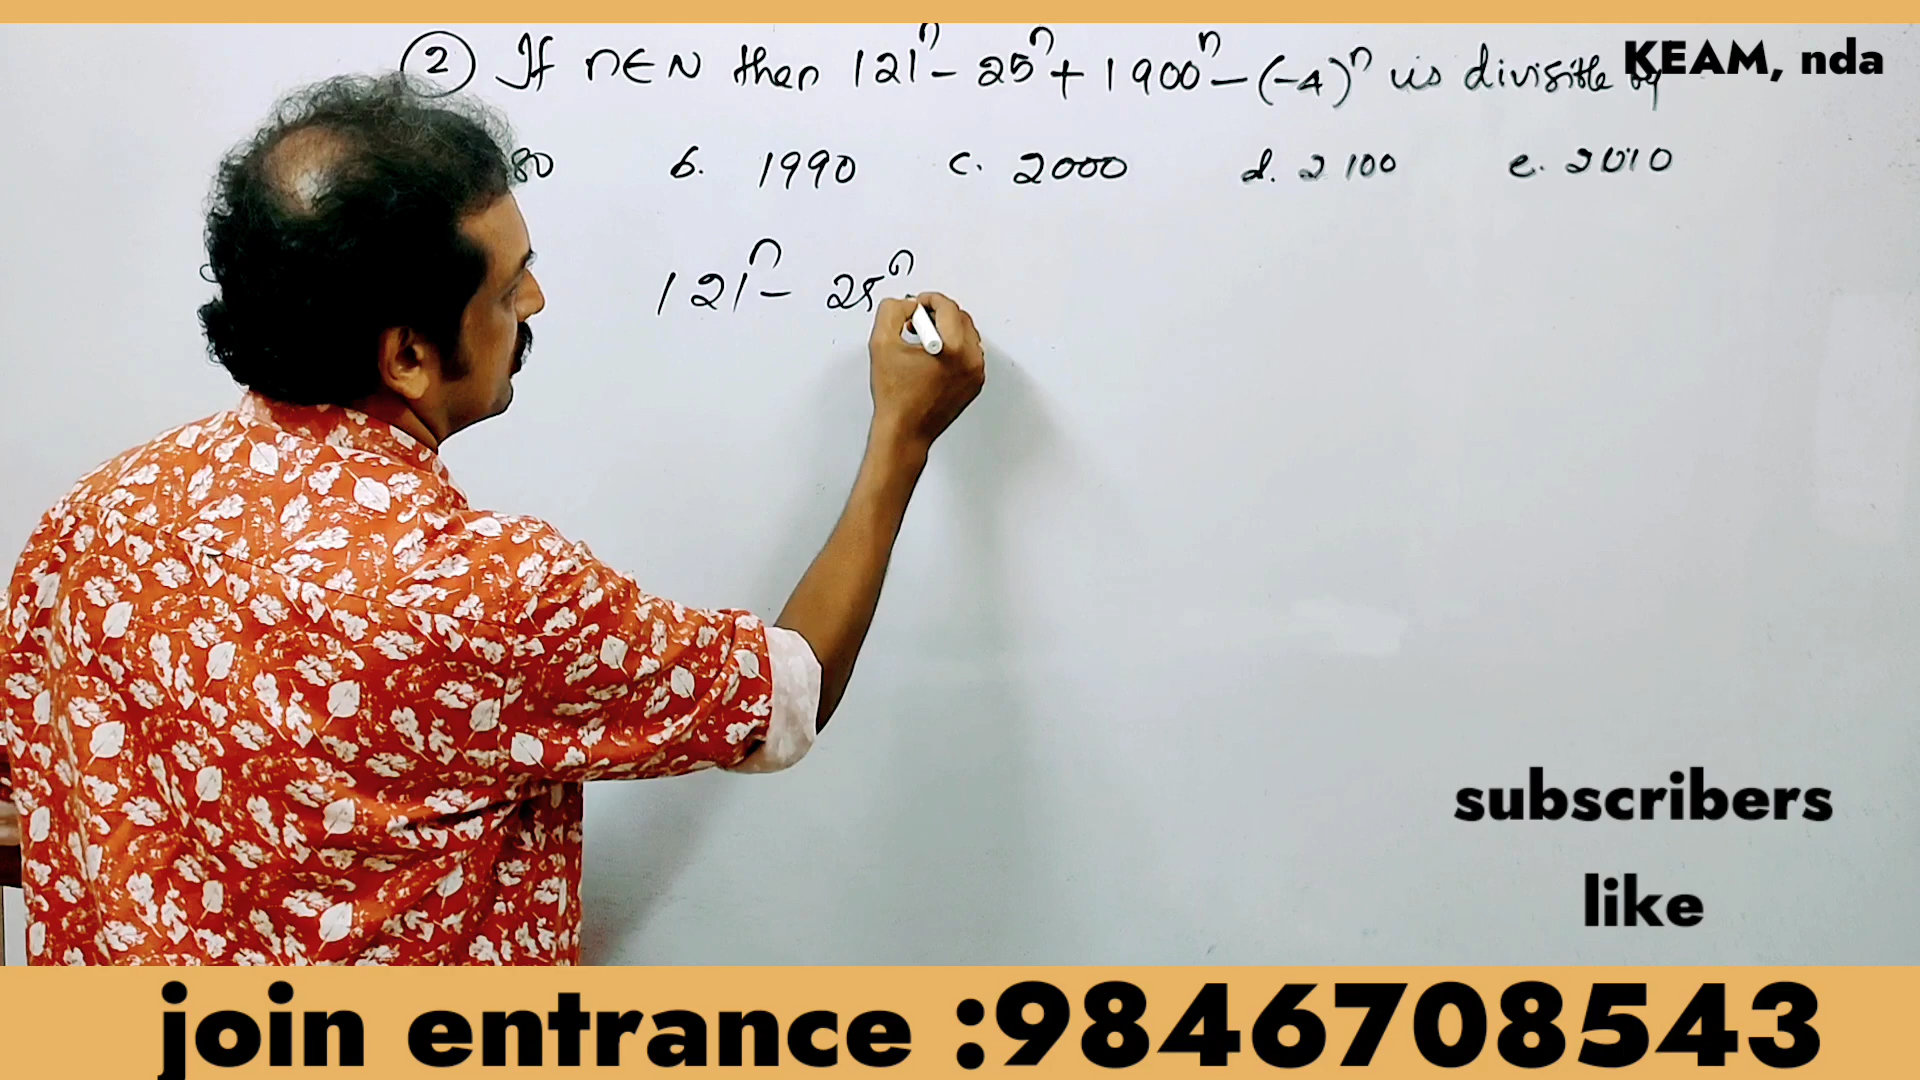 ② If n∈N then 121ⁿ - 25ⁿ + 1900ⁿ - (-4)ⁿ is divisible by
KEAM, nda
80 b. 1990 c. 2000 d. 2100 e. 2010
121ⁿ - 25ⁿ
subscribers
like
join entrance :9846708543